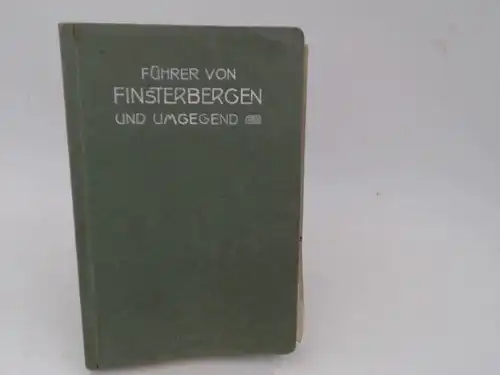 FÜHRER VON
FINSTERBERGEN
UND UMGEGEND